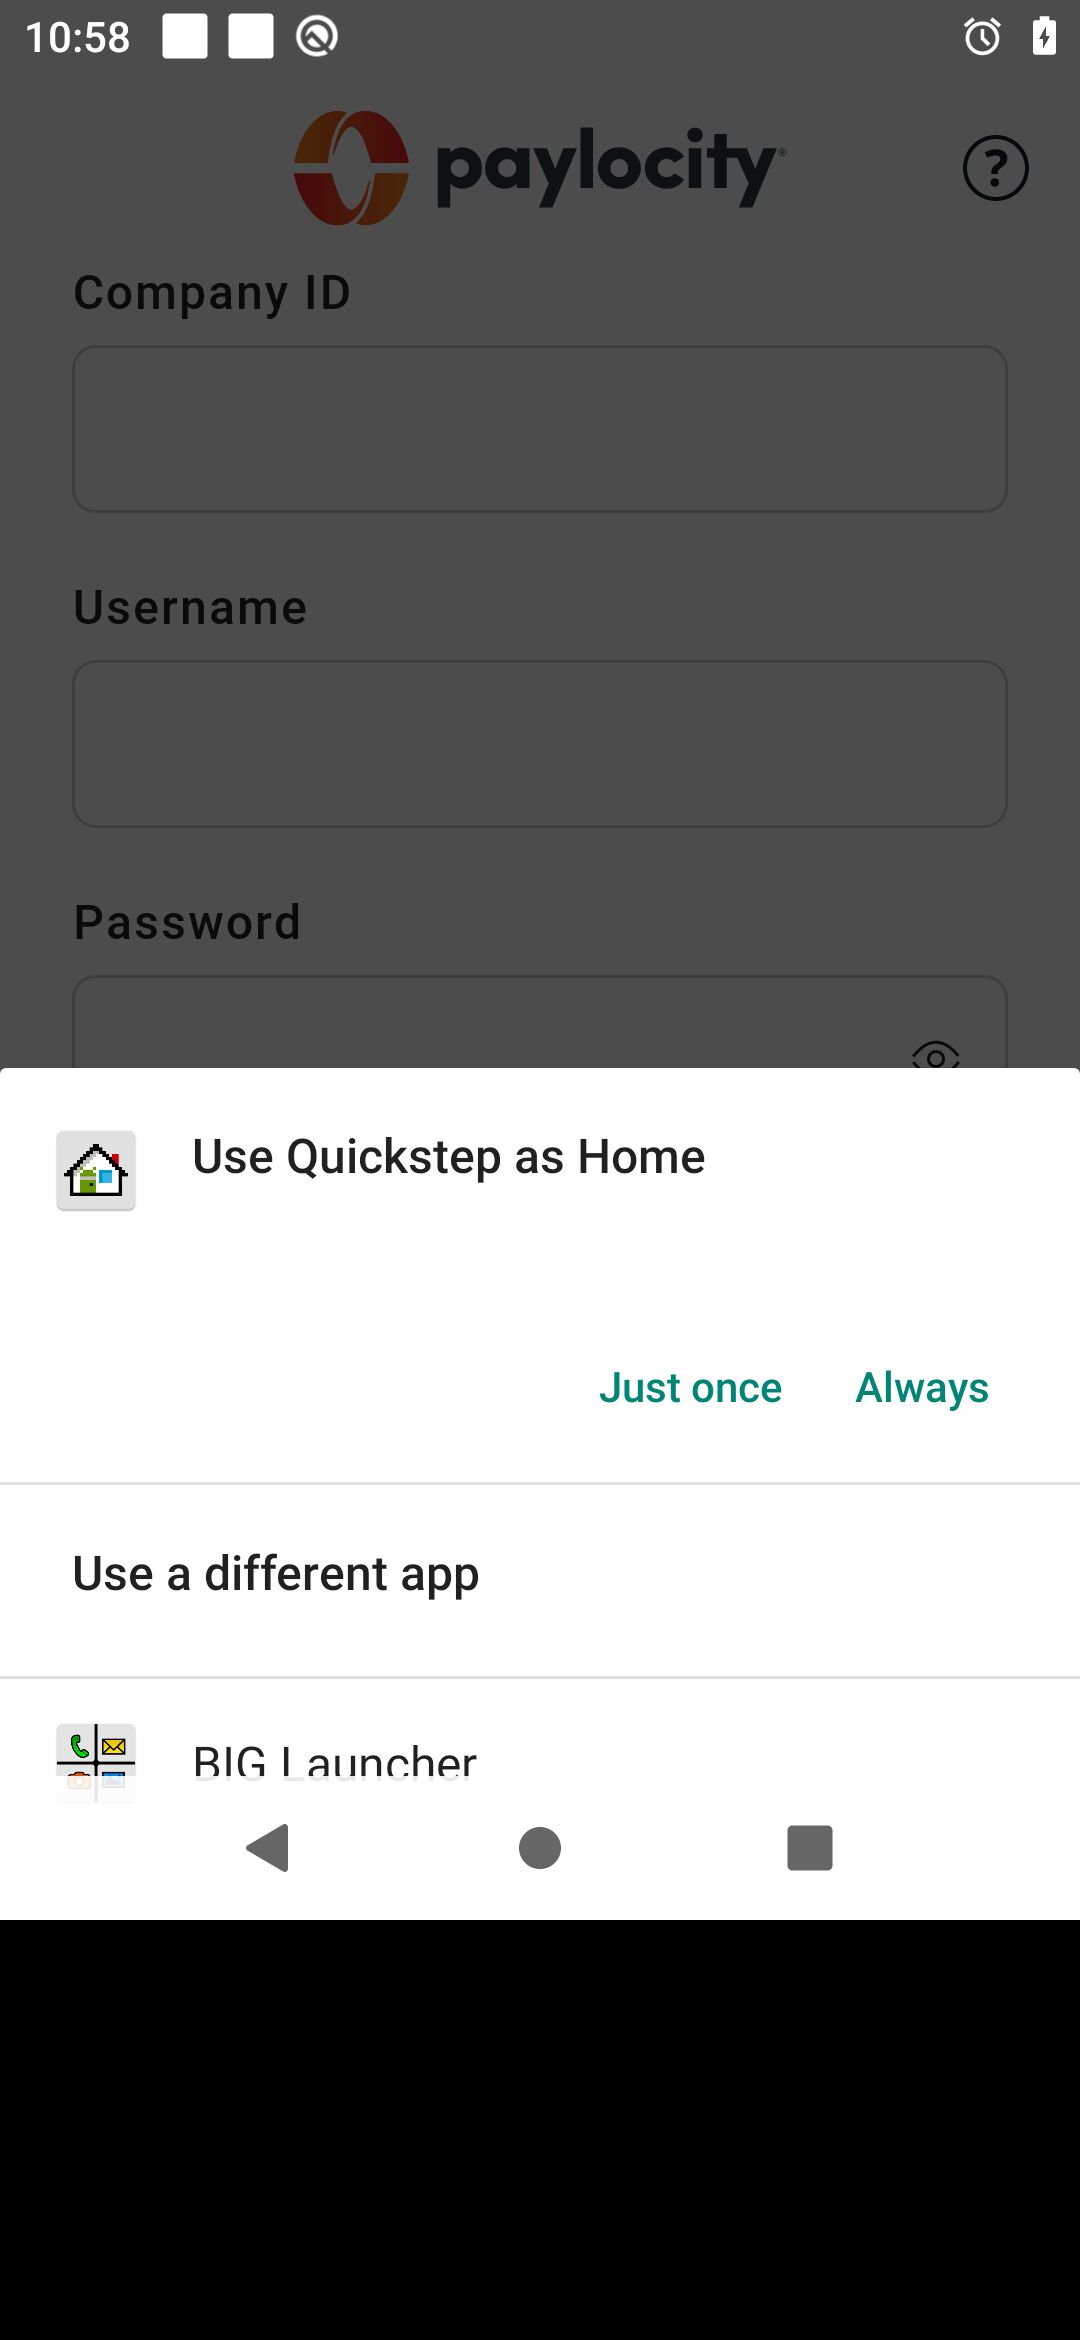 10:58
paylocity
Company ID
Username
Password
Use Quickstep as Home
Just once Always
Use a different app
BIG Launcher